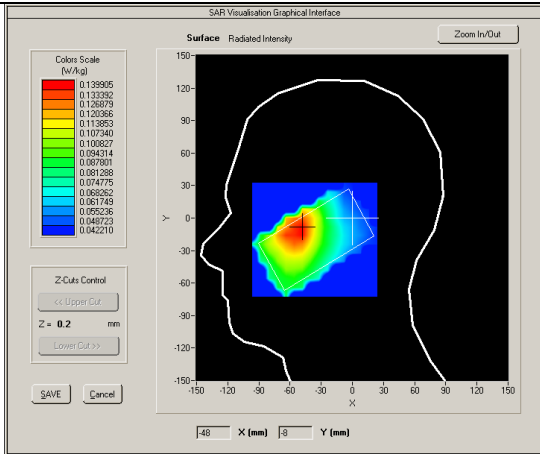 SAR Visualisation Graphical Interface
Surface Radiated Intensity
Zoom In/Out
Colors Scale
(W/kg)
0.139905
0.133392
0.126879
0.120366
0.113853
0.107340
0.100827
0.094314
0.087801
0.081288
0.074775
0.068262
0.061749
0.055236
0.048723
0.042210
Z-Cuts Control
<< Upper Cut
Z = 0.2 mm
Lower Cut >>
SAVE
Cancel
150
120
90
60
30
0
-30
-60
-90
-120
-150
Y
-150 -120 -90 -60 -30 0 30 60 90 120 150
X
-48 X (mm) -8 Y (mm)